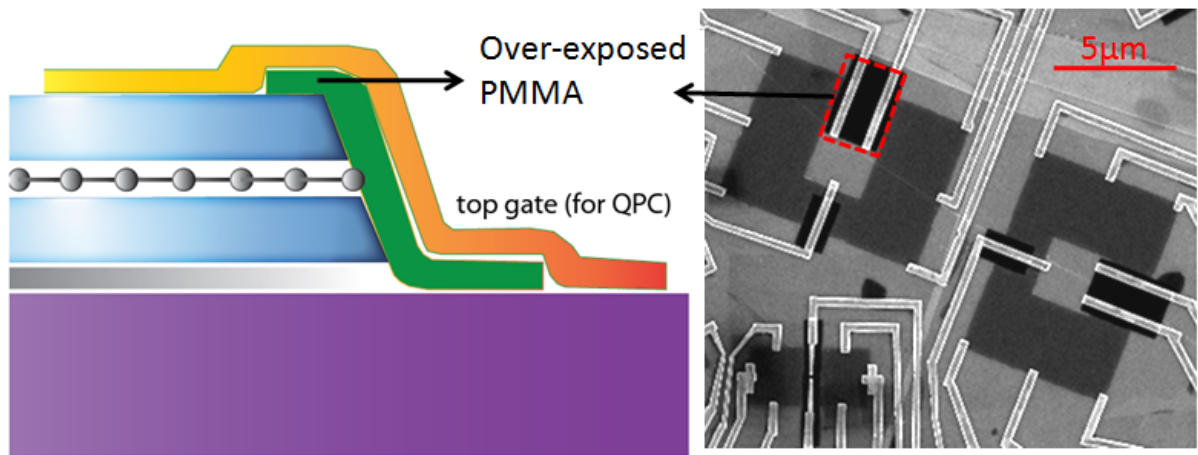 Over-exposed
PMMA
top gate (for QPC)
5μm